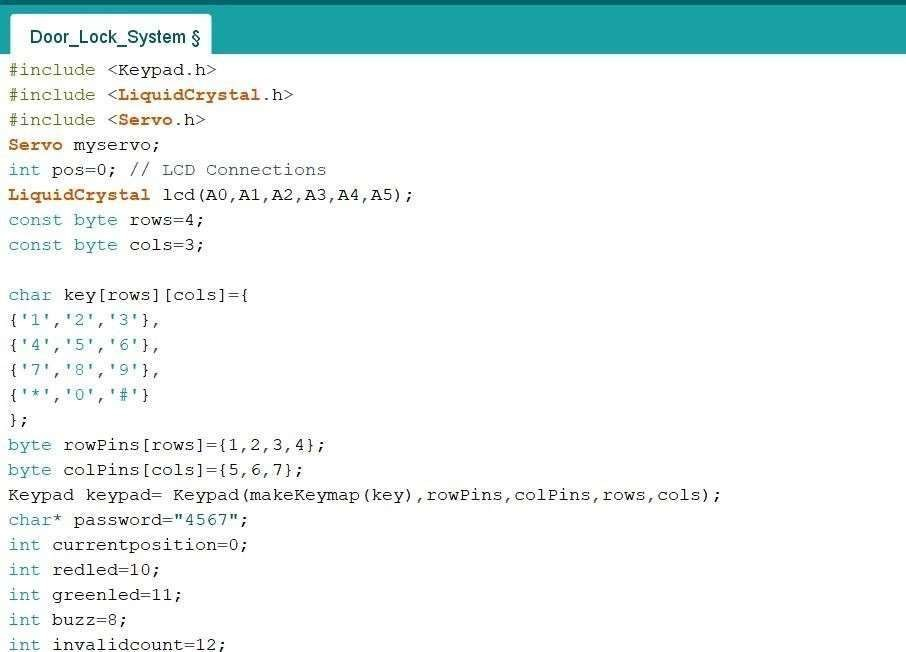 Door_Lock_System §
#include <Keypad.h>
#include <LiquidCrystal.h>
#include <Servo.h>
Servo myservo;
int pos=0; // LCD Connections
LiquidCrystal lcd(A0,A1,A2,A3,A4,A5);
const byte rows=4;
const byte cols=3;
char key[rows][cols]={
{'1','2','3'},
{'4','5','6'},
{'7','8','9'},
{'*','0','#'}
};
byte rowPins[rows]={1,2,3,4};
byte colPins[cols]={5,6,7};
Keypad keypad= Keypad(makeKeymap(key),rowPins,colPins,rows,cols);
char* password="4567";
int currentposition=0;
int redled=10;
int greenled=11;
int buzz=8;
int invalidcount=12;